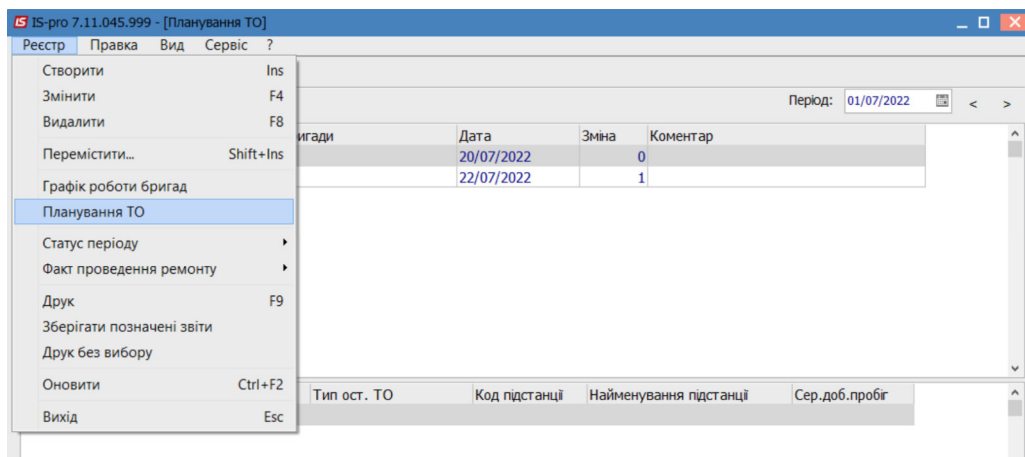 IS-pro 7.11.045.999 - [Планування ТО]
Реєстр Правка Вид Сервіс ?
Створити Ins
Змінити F4
Видалити F8
Перемістити... Shift+Ins
Графік роботи бригад
Планування ТО
Статус періоду
Факт проведення ремонту
Друк F9
Зберігати позначені звіти
Друк без вибору
Оновити Ctrl+F2
Вихід Esc
Період: 01/07/2022 < >
ригади Дата Зміна Коментар
20/07/2022 0
22/07/2022 1
Тип ост. ТО Код підстанції Найменування підстанції Сер.доб.пробіг